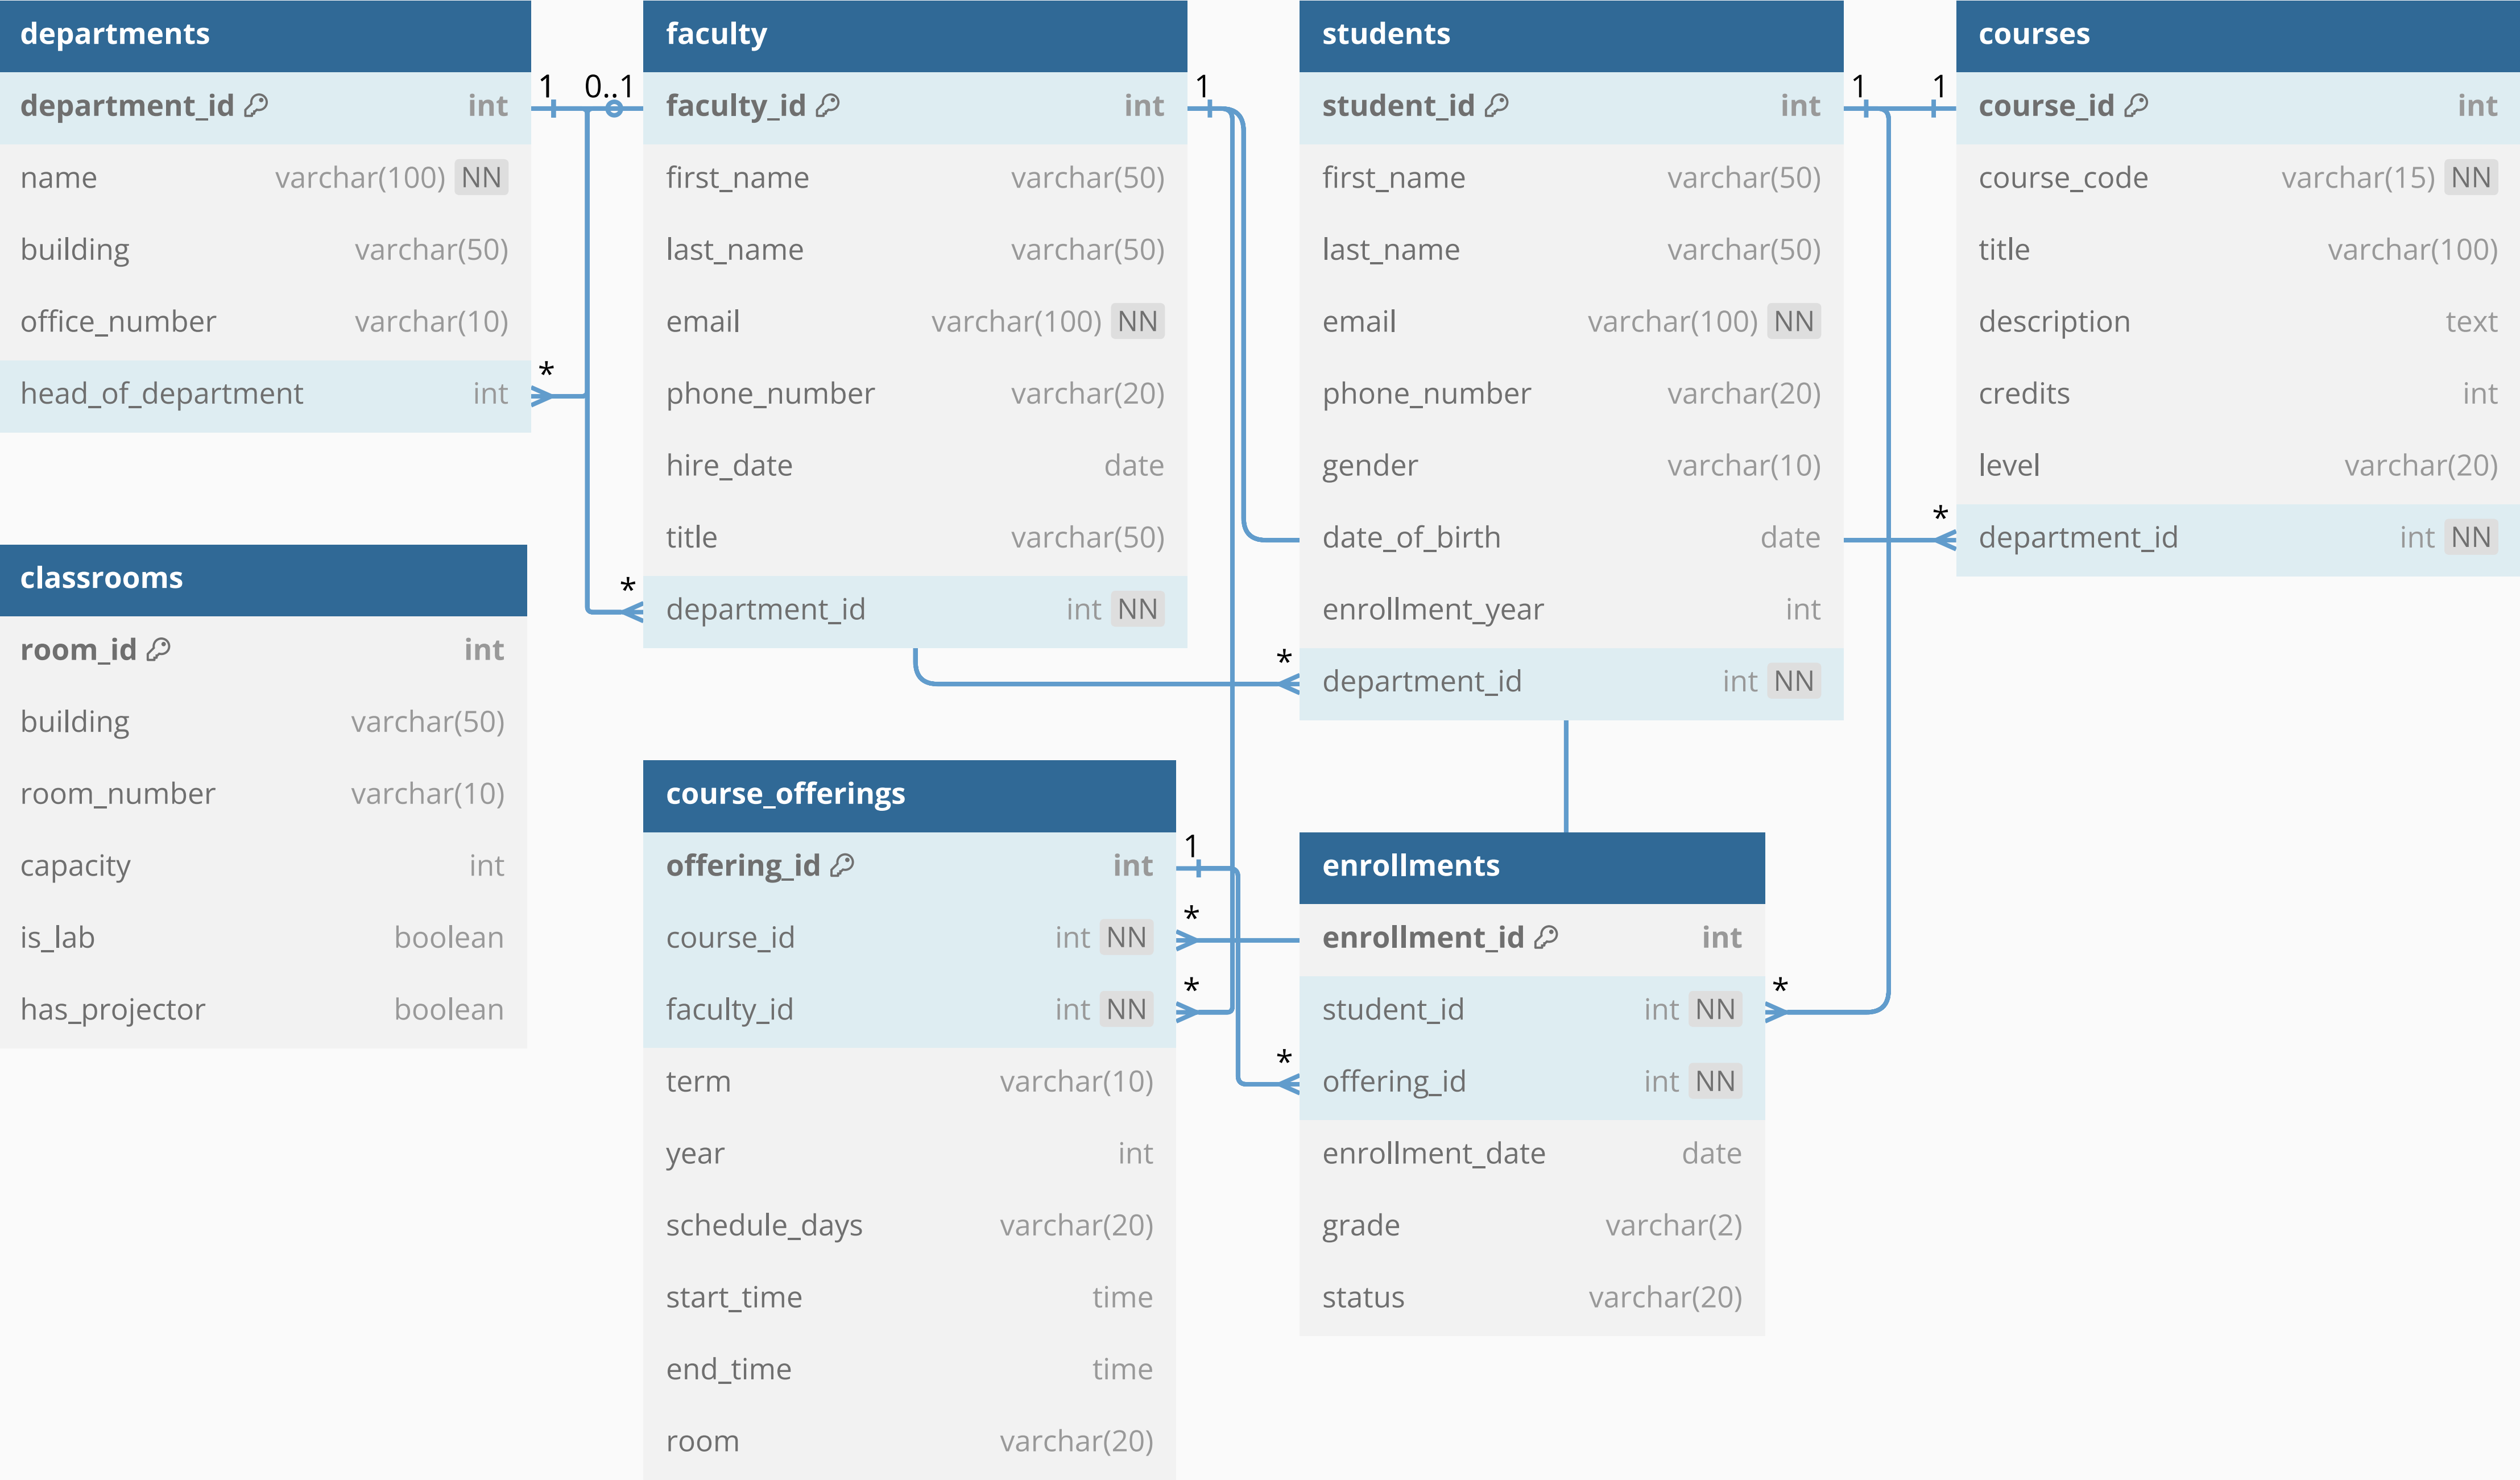 departments
department_id int
name varchar(100) NN
building varchar(50)
office_number varchar(10)
head_of_department int
1 0..1
*
*
faculty
faculty_id int
first_name varchar(50)
last_name varchar(50)
email varchar(100) NN
phone_number varchar(20)
hire_date date
title varchar(50)
department_id int NN
1
*
students
student_id int
first_name varchar(50)
last_name varchar(50)
email varchar(100) NN
phone_number varchar(20)
gender varchar(10)
date_of_birth date
enrollment_year int
department_id int NN
1 1
*
courses
course_id int
course_code varchar(15) NN
title varchar(100)
description text
credits int
level varchar(20)
department_id int NN
classrooms
room_id int
building varchar(50)
room_number varchar(10)
capacity int
is_lab boolean
has_projector boolean
course_offerings
offering_id int
course_id int NN
faculty_id int NN
term varchar(10)
year int
schedule_days varchar(20)
start_time time
end_time time
room varchar(20)
1
*
*
*
enrollments
enrollment_id int
student_id int NN
offering_id int NN
enrollment_date date
grade varchar(2)
status varchar(20)
*